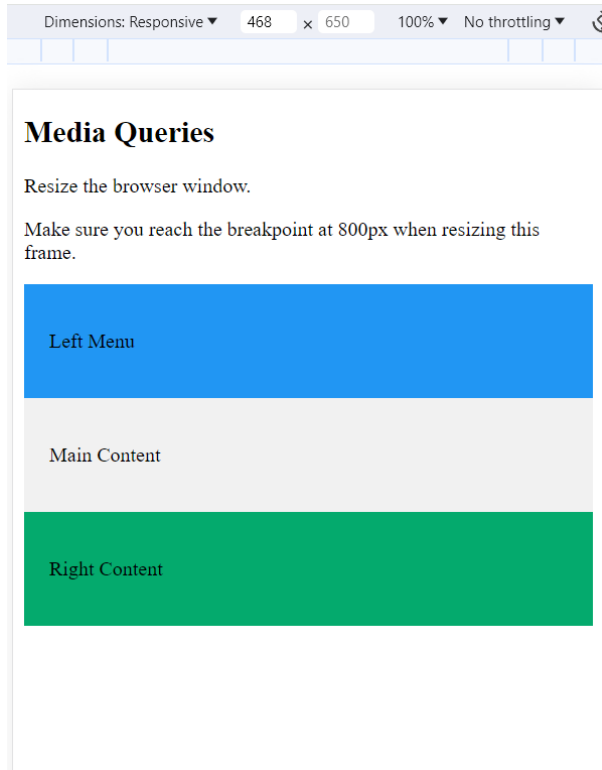 Dimensions: Responsive ▼ 468 × 650 100% ▼ No throttling ▼
Media Queries
Resize the browser window.
Make sure you reach the breakpoint at 800px when resizing this
frame.
Left Menu
Main Content
Right Content